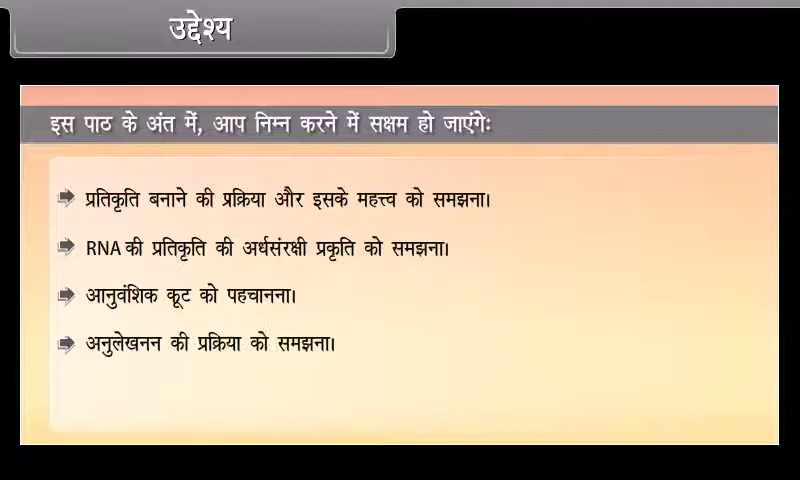 उद्देश्य
इस पाठ के अंत में, आप निम्न करने में सक्षम हो जाएंगेः
प्रतिकृति बनाने की प्रक्रिया और इसके महत्त्व को समझना।
RNA की प्रतिकृति की अर्धसंरक्षी प्रकृति को समझना।
आनुवंशिक कूट को पहचानना।
अनुलेखनन की प्रक्रिया को समझना।